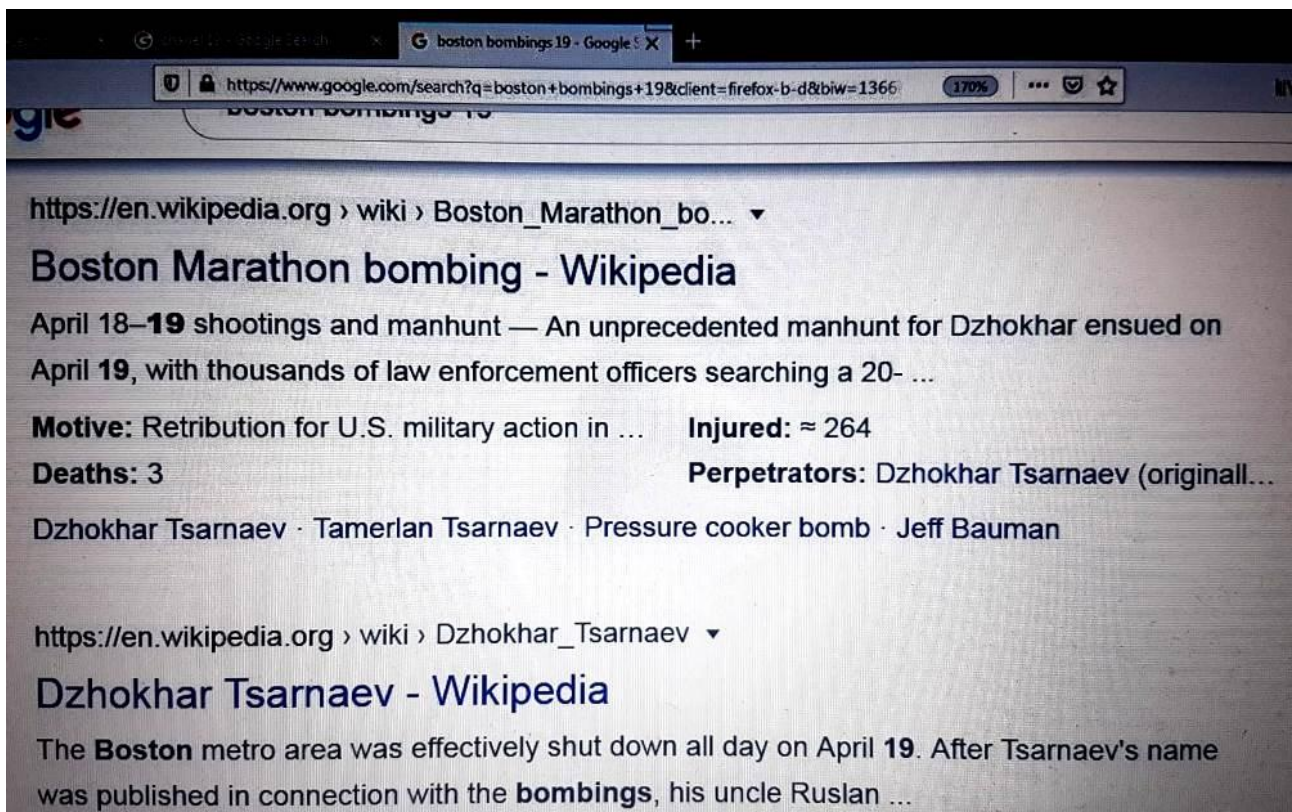 boston bombings 19 - Google S
https://www.google.com/search?q=boston+bombings+19&client=firefox-b-d&biw=1366 170%
ogle boston bombings 19
https://en.wikipedia.org › wiki › Boston_Marathon_bo...
Boston Marathon bombing - Wikipedia
April 18–19 shootings and manhunt — An unprecedented manhunt for Dzhokhar ensued on
April 19, with thousands of law enforcement officers searching a 20- ...
Motive: Retribution for U.S. military action in ... Injured: ≈ 264
Deaths: 3 Perpetrators: Dzhokhar Tsarnaev (originall...
Dzhokhar Tsarnaev · Tamerlan Tsarnaev · Pressure cooker bomb · Jeff Bauman
https://en.wikipedia.org › wiki › Dzhokhar_Tsarnaev
Dzhokhar Tsarnaev - Wikipedia
The Boston metro area was effectively shut down all day on April 19. After Tsarnaev's name
was published in connection with the bombings, his uncle Ruslan ...